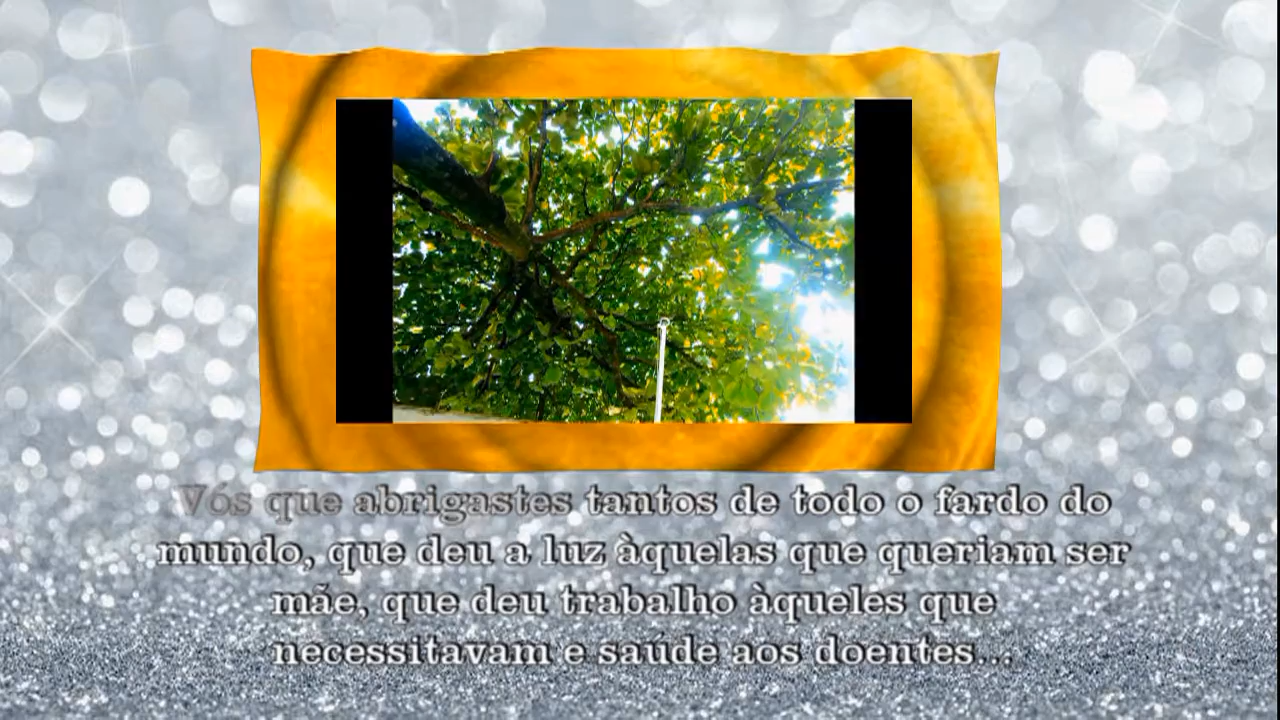 Vós que abrigastes tantos de todo o fardo do
mundo, que deu a luz àquelas que queriam ser
mãe, que deu trabalho àqueles que
necessitavam e saúde aos doentes...